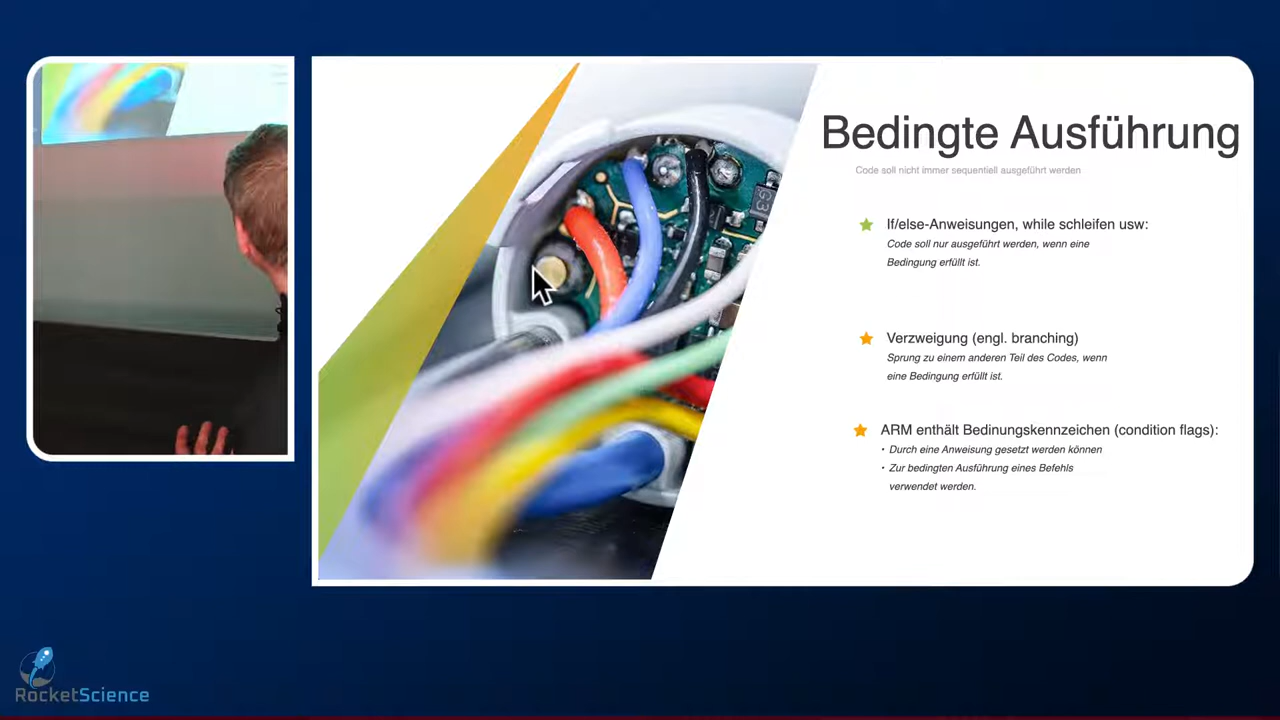 Bedingte Ausführung
Code soll nicht immer sequentiell ausgeführt werden
If/else-Anweisungen, while schleifen usw:
Code soll nur ausgeführt werden, wenn eine
Bedingung erfüllt ist.
Verzweigung (engl. branching)
Sprung zu einem anderen Teil des Codes, wenn
eine Bedingung erfüllt ist.
ARM enthält Bedinungskennzeichen (condition flags):
• Durch eine Anweisung gesetzt werden können
• Zur bedingten Ausführung eines Befehls
verwendet werden.
RocketScience